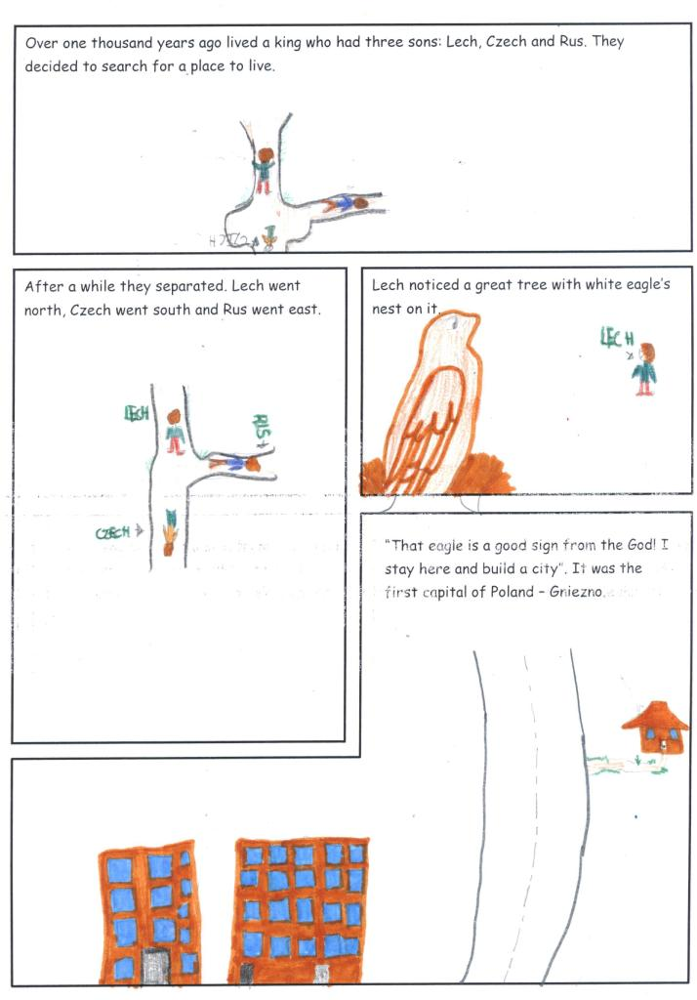 Over one thousand years ago lived a king who had three sons: Lech, Czech and Rus. They
decided to search for a place to live.
CZECH
After a while they separated. Lech went
north, Czech went south and Rus went east.
LECH
RUS
CZECH
Lech noticed a great tree with white eagle's
nest on it.
LECH
"That eagle is a good sign from the God! I
stay here and build a city". It was the
first capital of Poland – Gniezno.